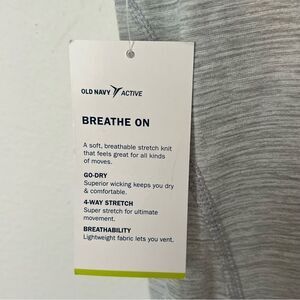 OLD NAVY ACTIVE
BREATHE ON
A soft, breathable stretch knit
that feels great for all kinds
of moves.
GO-DRY
Superior wicking keeps you dry
& comfortable.
4-WAY STRETCH
Super stretch for ultimate
movement.
BREATHABILITY
Lightweight fabric lets you vent.